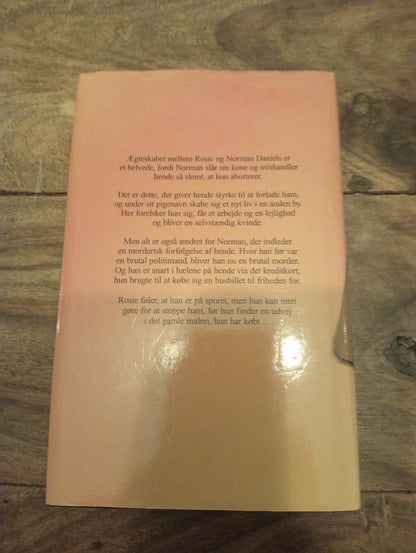 Ægteskabet mellem Rosie og Norman Daniels er
et helvede, fordi Norman slår sin kone og mishandler
hende så slemt, at hun aborterer.
Det er dette, der giver hende styrke til at forlade ham,
og under sit pigenavn skabe sig et nyt liv i en anden by.
Her forelsker hun sig, får et arbejde og en lejlighed
og bliver en selvstændig kvinde.
Men alt er også ændret for Norman, der indleder
en morderisk forfølgelse af hende. Hvor han før var
en brutal politimand, bliver han nu en brutal morder.
Og han er snart i hælene på hende via det kreditkort,
hun brugte til at købe sig en busbillet til friheden for.
Rosie føler, at han er på sporet, men hun kan intet
gøre for at stoppe ham, før hun finder en udvej
i det gamle maleri, hun har købt ...